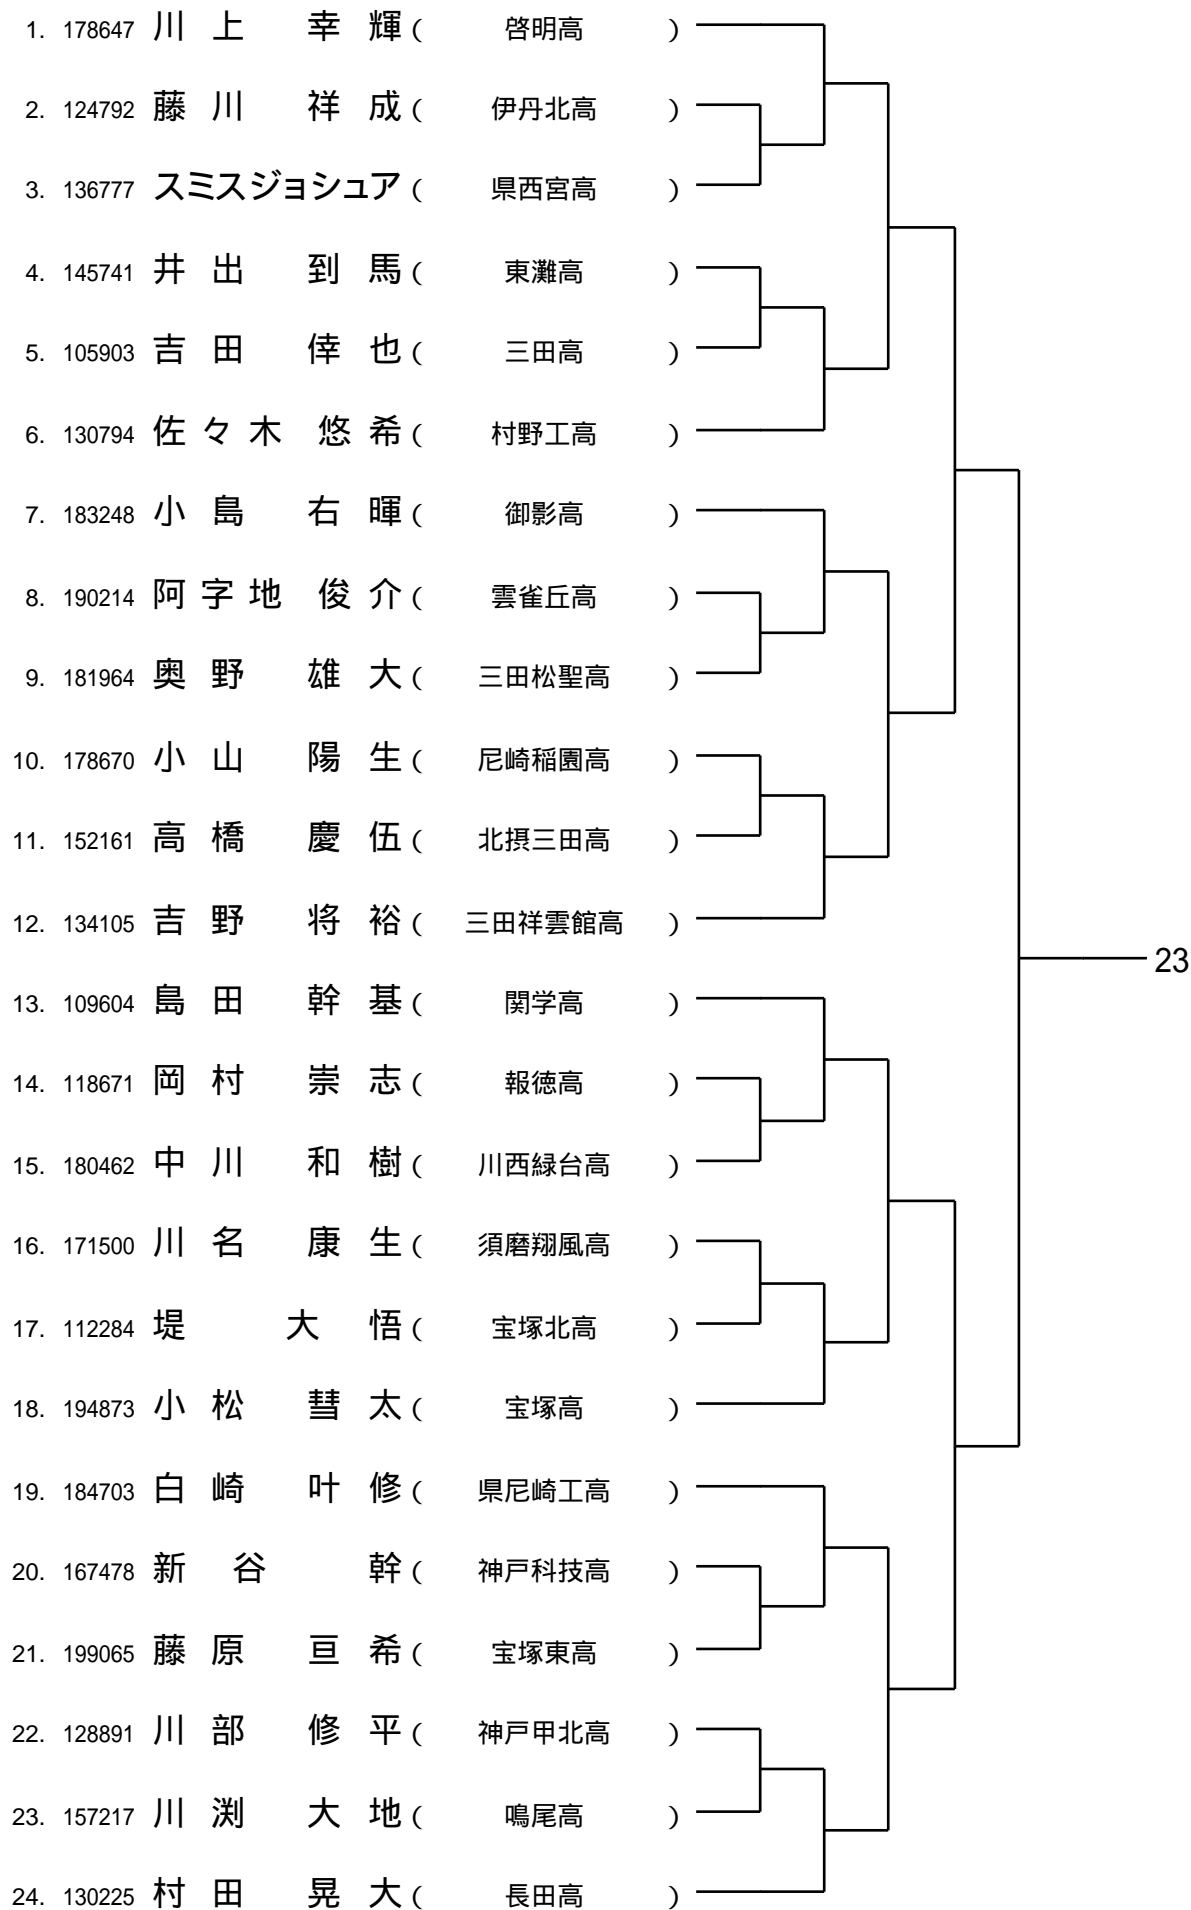 1. 178647 川上 幸輝 ( 啓明高 )
2. 124792 藤川 祥成 ( 伊丹北高 )
3. 136777 スミスジョシュア ( 県西宮高 )
4. 145741 井出 到馬 ( 東灘高 )
5. 105903 吉田 倖也 ( 三田高 )
6. 130794 佐々木 悠希 ( 村野工高 )
7. 183248 小島 右暉 ( 御影高 )
8. 190214 阿字地 俊介 ( 雲雀丘高 )
9. 181964 奥野 雄大 ( 三田松聖高 )
10. 178670 小山 陽生 ( 尼崎稲園高 )
11. 152161 高橋 慶伍 ( 北摂三田高 )
12. 134105 吉野 将裕 ( 三田祥雲館高 )
23
13. 109604 島田 幹基 ( 関学高 )
14. 118671 岡村 崇志 ( 報徳高 )
15. 180462 中川 和樹 ( 川西緑台高 )
16. 171500 川名 康生 ( 須磨翔風高 )
17. 112284 堤 大悟 ( 宝塚北高 )
18. 194873 小松 彗太 ( 宝塚高 )
19. 184703 白崎 叶修 ( 県尼崎工高 )
20. 167478 新谷 幹 ( 神戸科技高 )
21. 199065 藤原 亘希 ( 宝塚東高 )
22. 128891 川部 修平 ( 神戸甲北高 )
23. 157217 川渕 大地 ( 鳴尾高 )
24. 130225 村田 晃大 ( 長田高 )